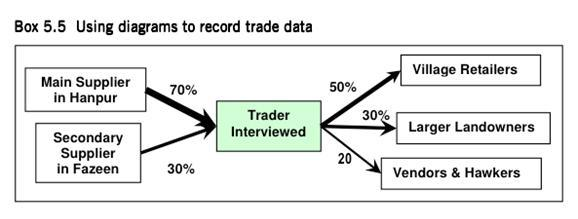 Box 5.5 Using diagrams to record trade data
Main Supplier
in Hanpur
70%
Secondary
Supplier
in Fazeen
30%
Trader
Interviewed
50%
Village Retailers
30%
Larger Landowners
20
Vendors & Hawkers